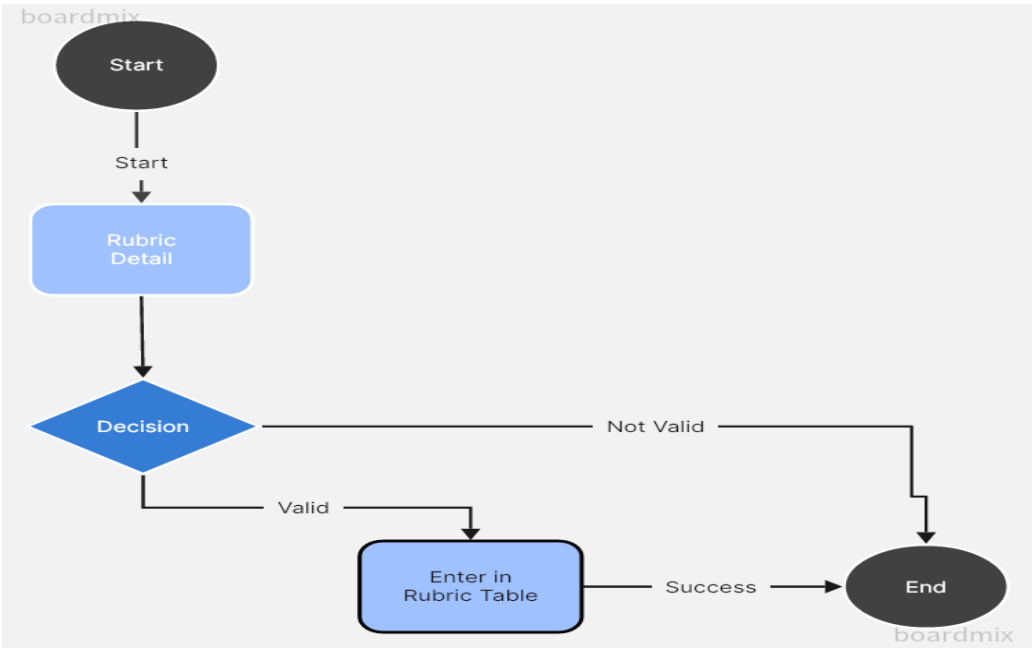 boardmix
Start
Start
Rubric
Detail
Decision
Not Valid
Valid
Enter in
Rubric Table
Success
End
boardmix